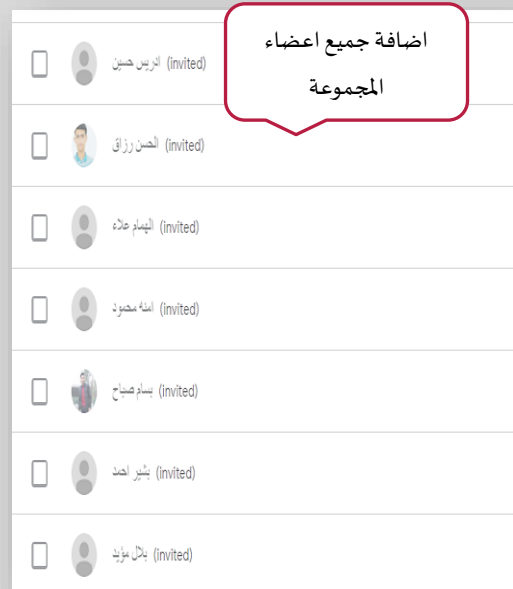 اضافة جميع اعضاء
المجموعة
ادريس حسين (invited)
الحسن رزاق (invited)
الهمام علاء (invited)
امنه محمود (invited)
بسام صباح (invited)
بشير احمد (invited)
بلال مؤيد (invited)